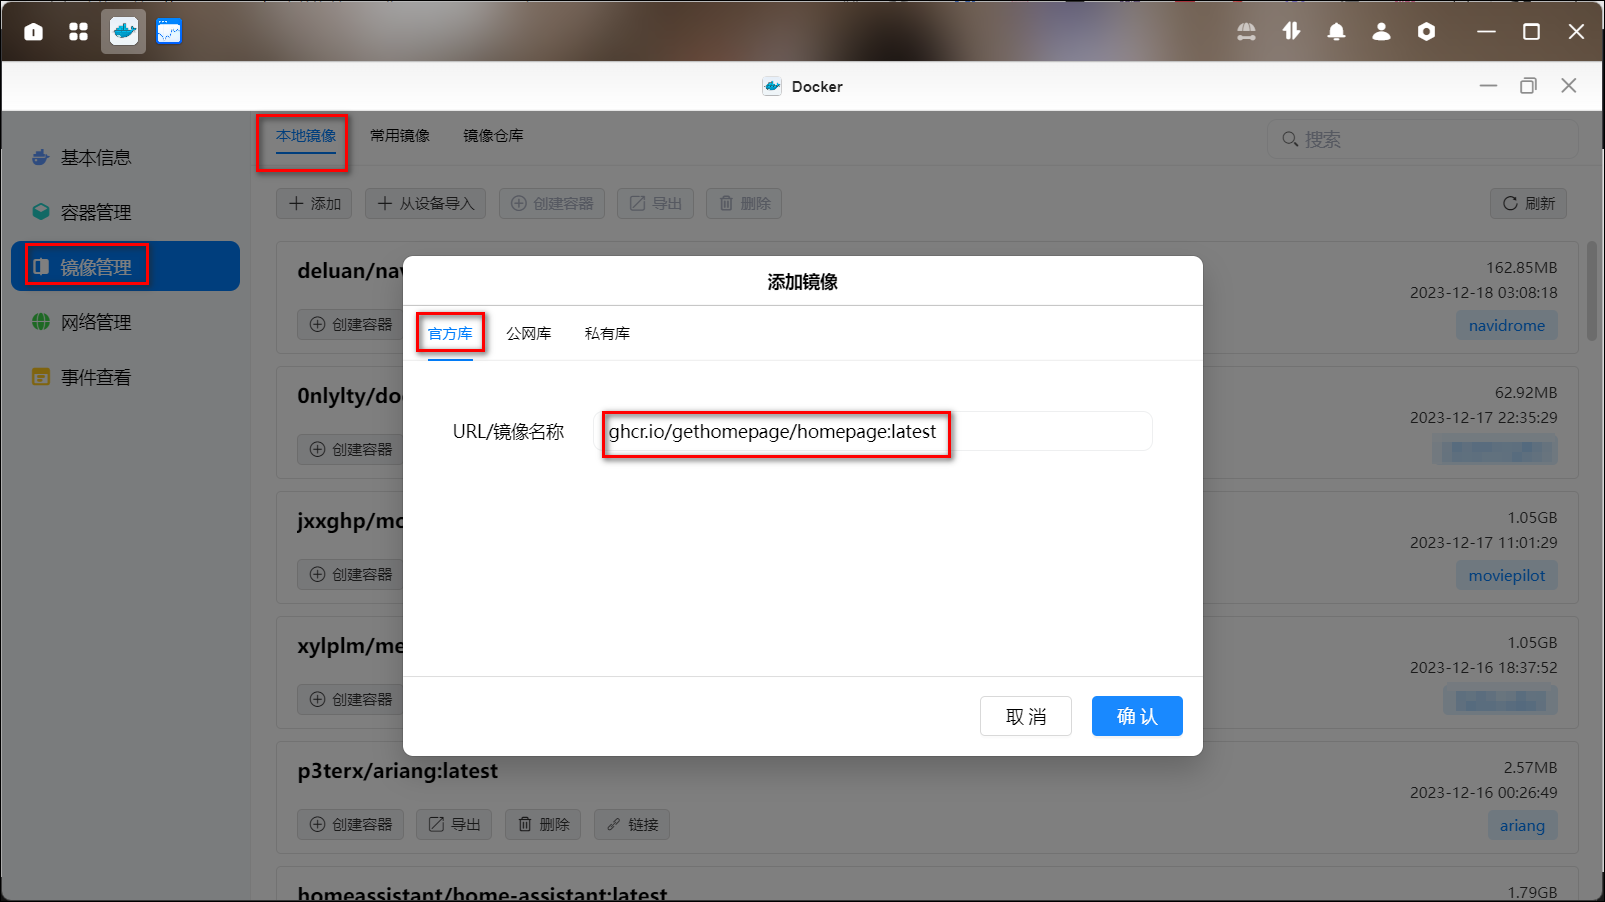 Docker
本地镜像 常用镜像 镜像仓库 搜索
基本信息
容器管理
镜像管理
网络管理
事件查看
添加 从设备导入 创建容器 导出 删除 刷新
deluan/nav
162.85MB
2023-12-18 03:08:18
创建容器
navidrome
0nlylty/do
62.92MB
2023-12-17 22:35:29
创建容器
jxxghp/mo
1.05GB
2023-12-17 11:01:29
创建容器
moviepilot
xylplm/me
1.05GB
2023-12-16 18:37:52
创建容器
p3terx/ariang:latest
2.57MB
2023-12-16 00:26:49
创建容器 导出 删除 链接
ariang
homeassistant/home-assistant:latest
1.79GB
添加镜像
官方库 公网库 私有库
URL/镜像名称 ghcr.io/gethomepage/homepage:latest
取消 确认